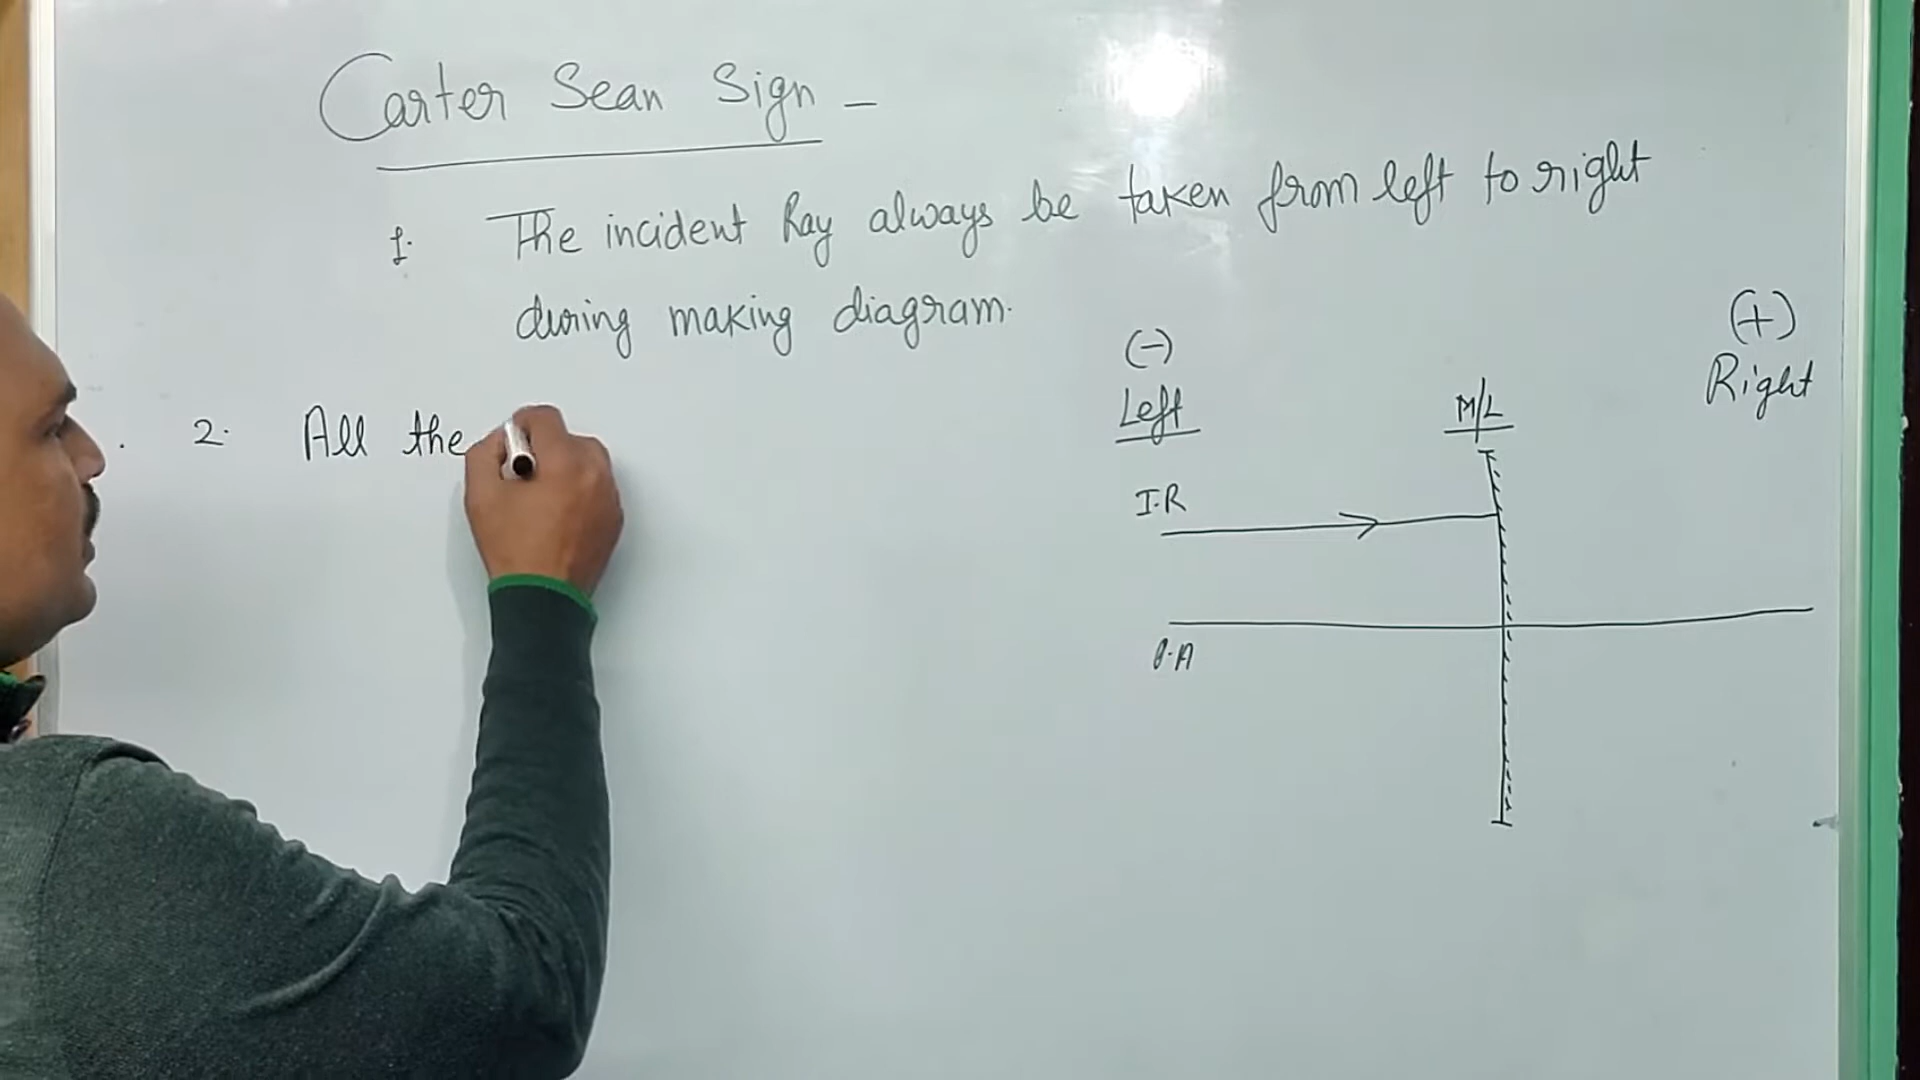 Carter Sean Sign -
1. The incident Ray always be taken from left to right
during making diagram.
2. All the
(-)
Left
M/L
(+)
Right
I.R
P.A